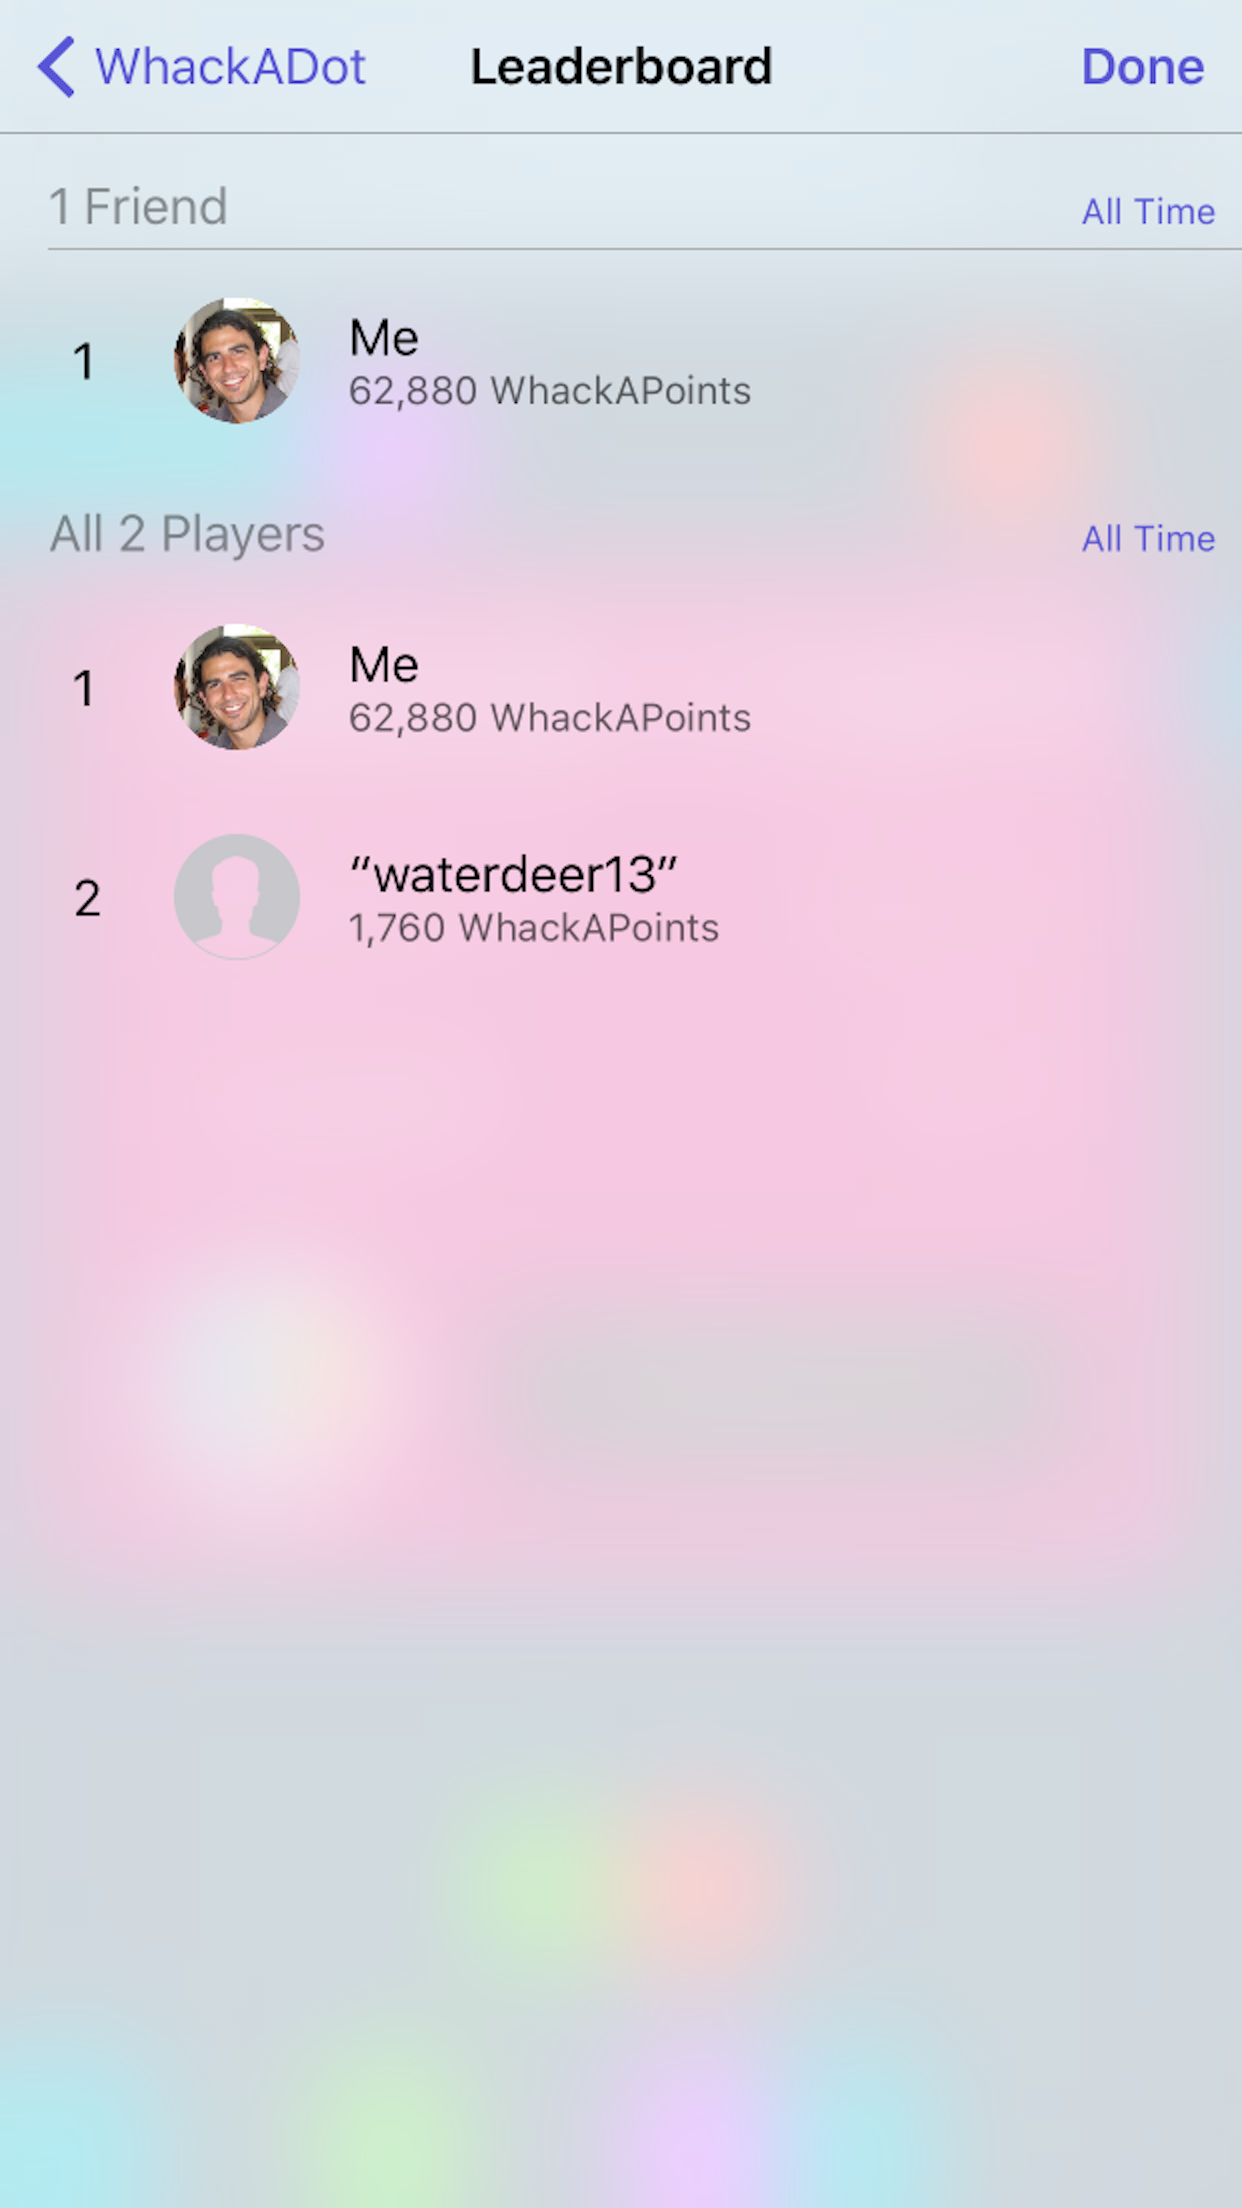 WhackADot Leaderboard Done
1 Friend All Time
1 Me
62,880 WhackAPoints
All 2 Players All Time
1 Me
62,880 WhackAPoints
2 “waterdeer13”
1,760 WhackAPoints